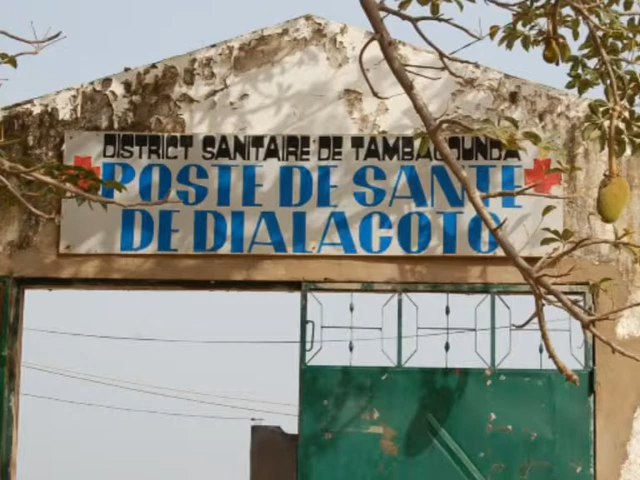 DISTRICT SANITAIRE DE TAMBACOUNDA
POSTE DE SANTE
DE DIALACOTO